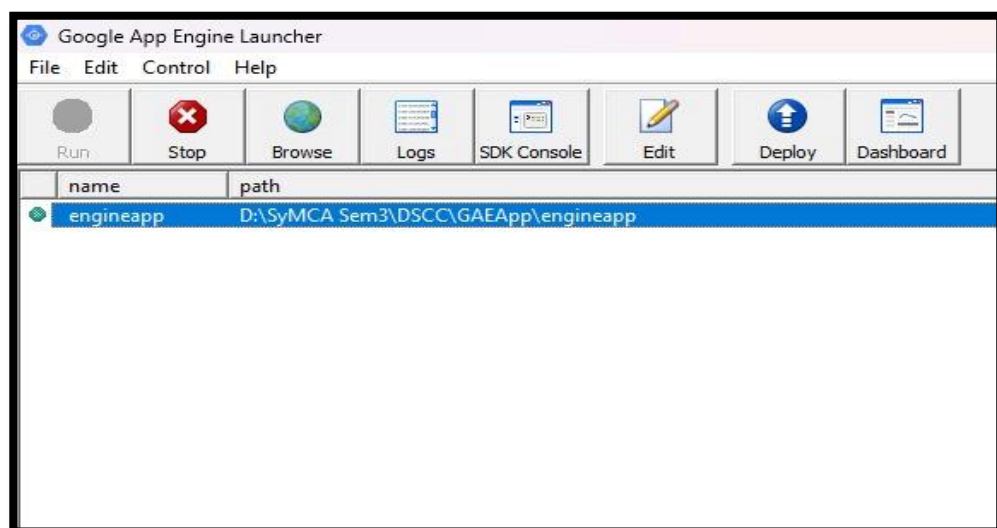 Google App Engine Launcher
File Edit Control Help
Run Stop Browse Logs SDK Console Edit Deploy Dashboard
name path
engineapp D:\SyMCA Sem3\DSCC\GAEApp\engineapp